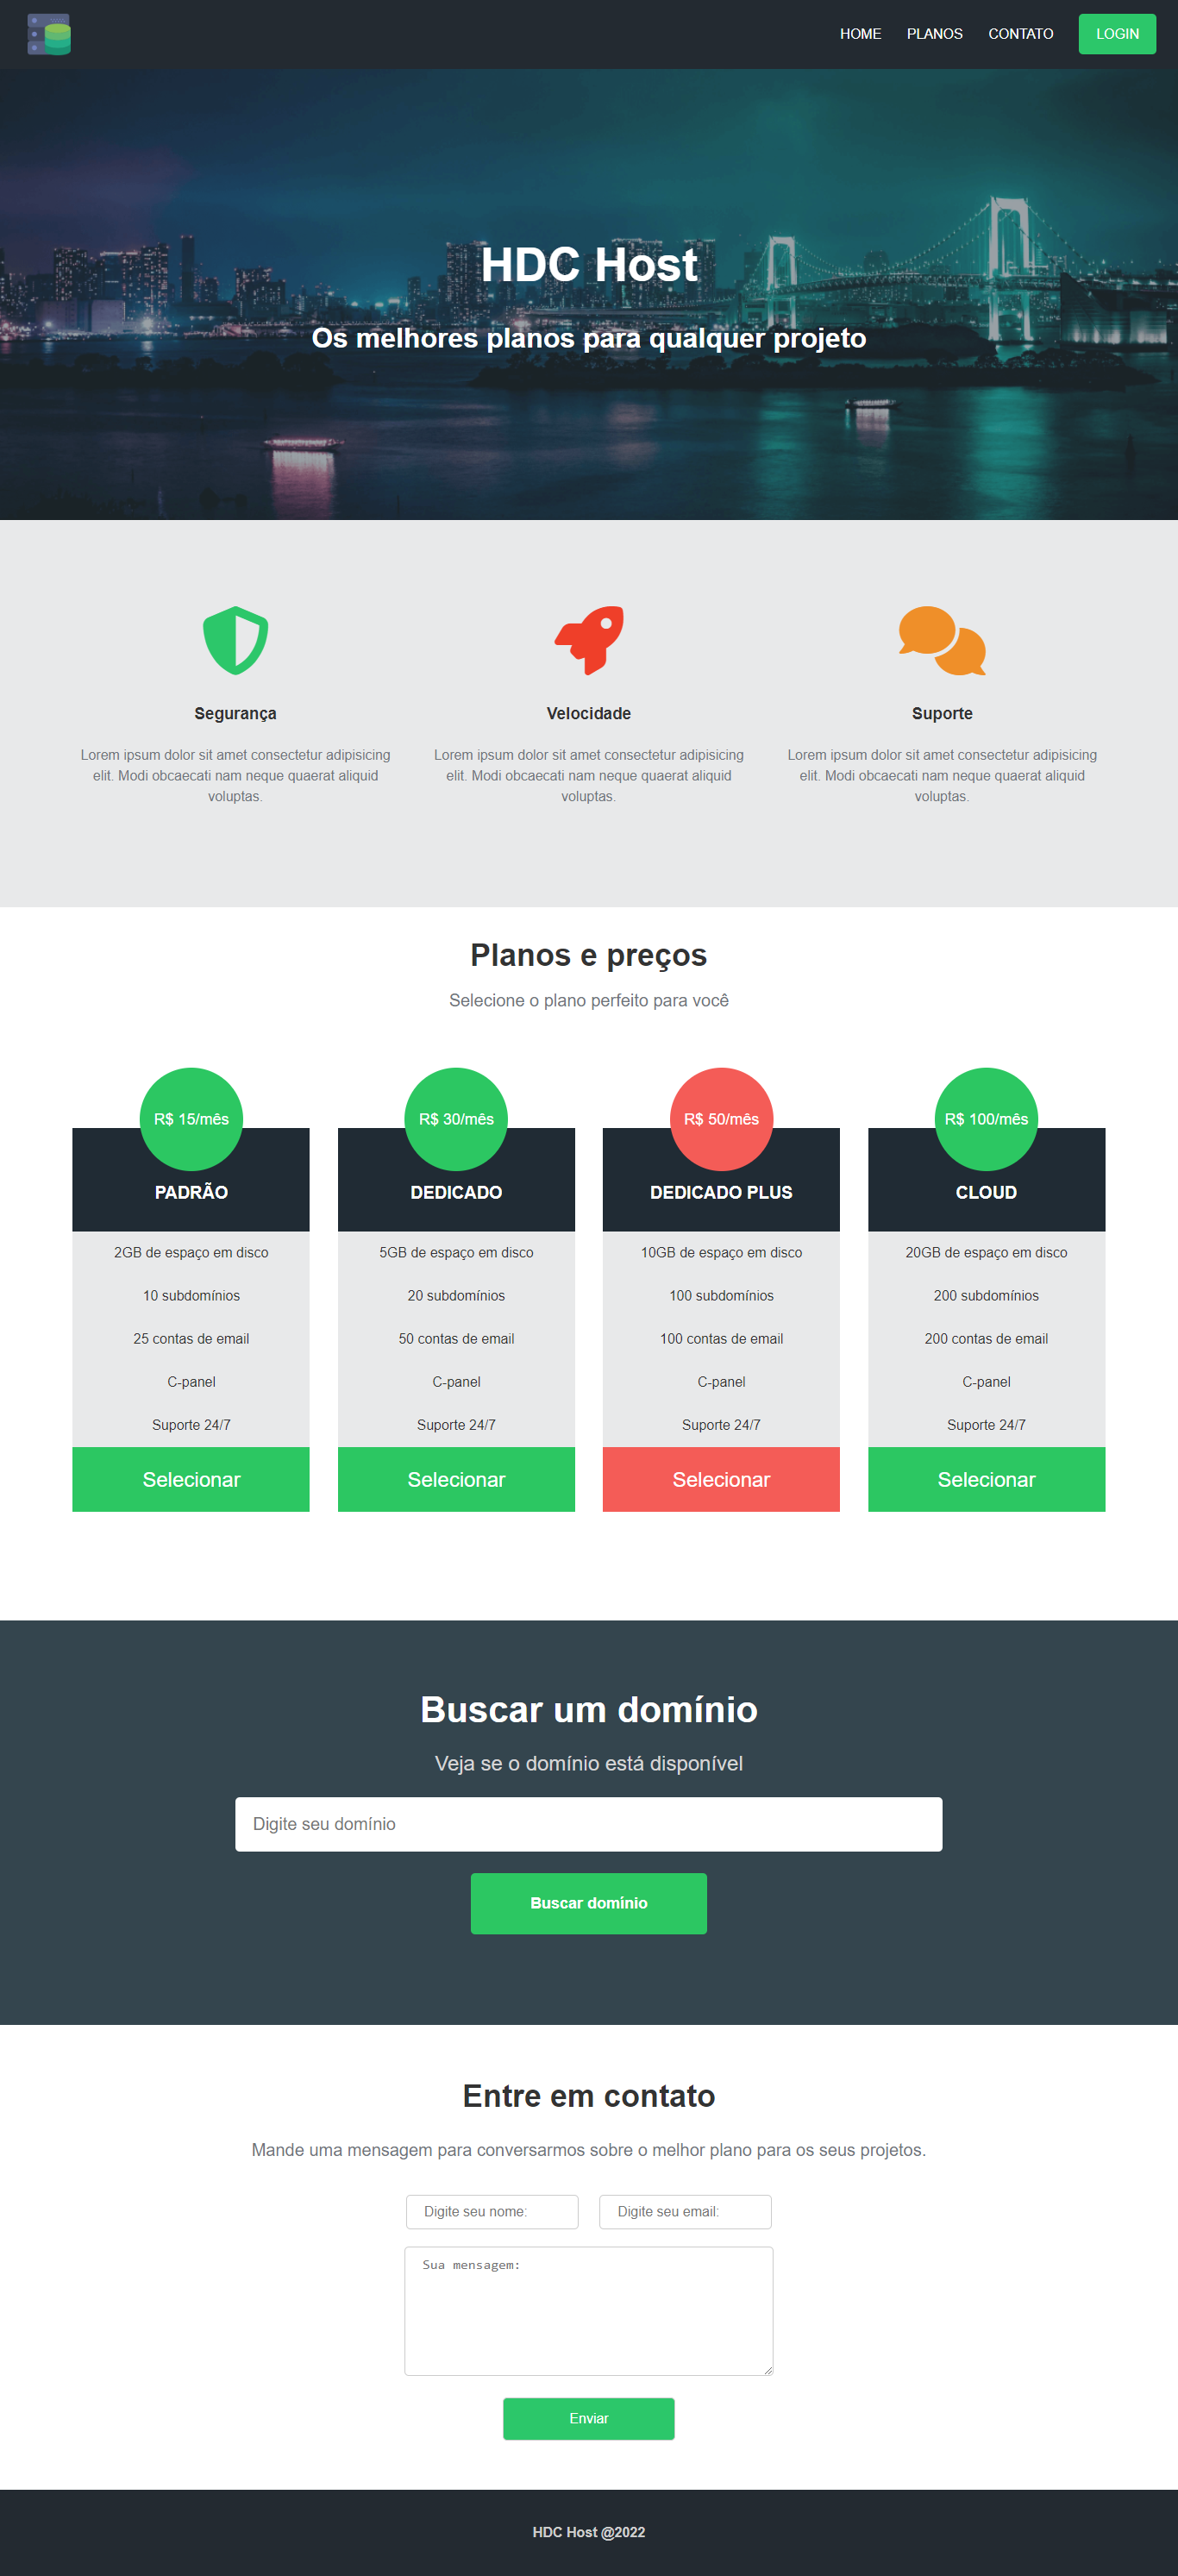 HOME PLANOS CONTATO LOGIN
HDC Host
Os melhores planos para qualquer projeto
Segurança
Lorem ipsum dolor sit amet consectetur adipisicing
elit. Modi obcaecati nam neque quaerat aliquid
voluptas.
Velocidade
Lorem ipsum dolor sit amet consectetur adipisicing
elit. Modi obcaecati nam neque quaerat aliquid
voluptas.
Suporte
Lorem ipsum dolor sit amet consectetur adipisicing
elit. Modi obcaecati nam neque quaerat aliquid
voluptas.
Planos e preços
Selecione o plano perfeito para você
R$ 15/mês
PADRÃO
2GB de espaço em disco
10 subdomínios
25 contas de email
C-panel
Suporte 24/7
Selecionar
R$ 30/mês
DEDICADO
5GB de espaço em disco
20 subdomínios
50 contas de email
C-panel
Suporte 24/7
Selecionar
R$ 50/mês
DEDICADO PLUS
10GB de espaço em disco
100 subdomínios
100 contas de email
C-panel
Suporte 24/7
Selecionar
R$ 100/mês
CLOUD
20GB de espaço em disco
200 subdomínios
200 contas de email
C-panel
Suporte 24/7
Selecionar
Buscar um domínio
Veja se o domínio está disponível
Digite seu domínio
Buscar domínio
Entre em contato
Mande uma mensagem para conversarmos sobre o melhor plano para os seus projetos.
Digite seu nome: Digite seu email:
Sua mensagem:
Enviar
HDC Host @2022